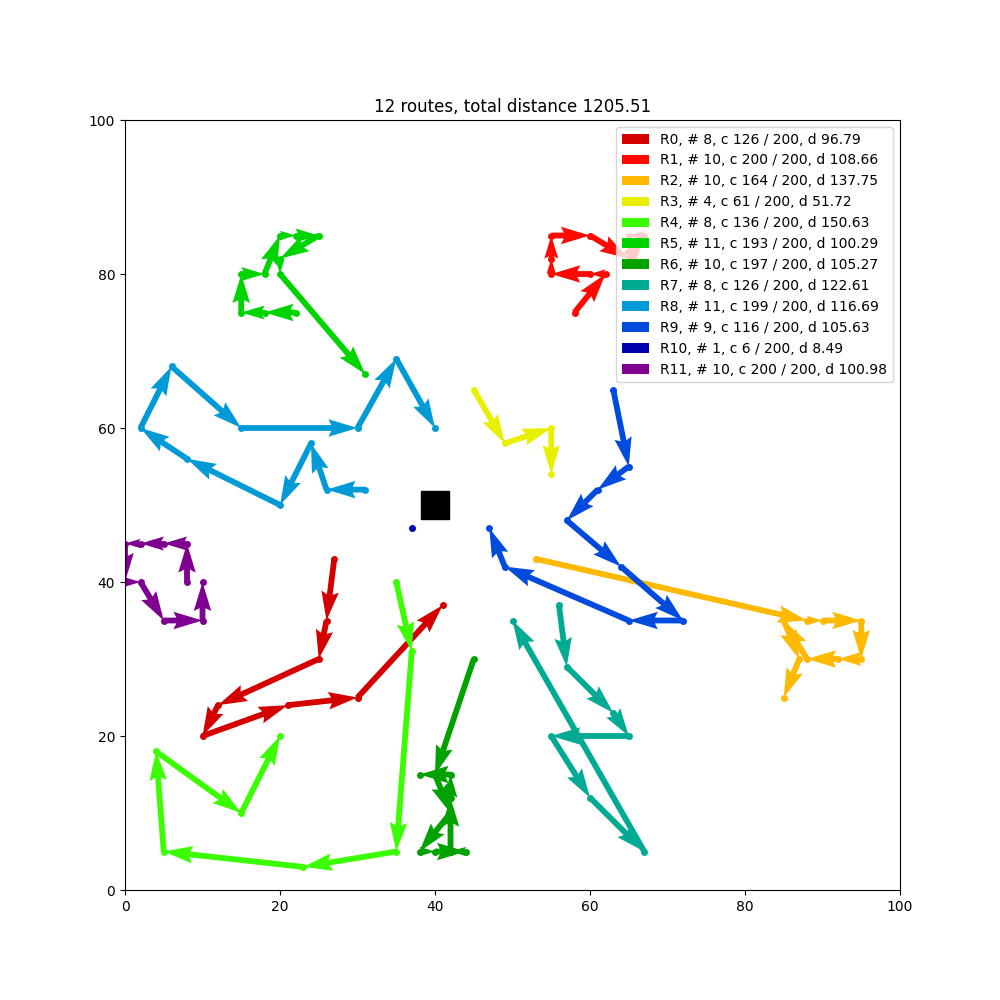 12 routes, total distance 1205.51
R0, # 8, c 126 / 200, d 96.79
R1, # 10, c 200 / 200, d 108.66
R2, # 10, c 164 / 200, d 137.75
R3, # 4, c 61 / 200, d 51.72
R4, # 8, c 136 / 200, d 150.63
R5, # 11, c 193 / 200, d 100.29
R6, # 10, c 197 / 200, d 105.27
R7, # 8, c 126 / 200, d 122.61
R8, # 11, c 199 / 200, d 116.69
R9, # 9, c 116 / 200, d 105.63
R10, # 1, c 6 / 200, d 8.49
R11, # 10, c 200 / 200, d 100.98
100
80
60
40
20
0
0 20 40 60 80 100